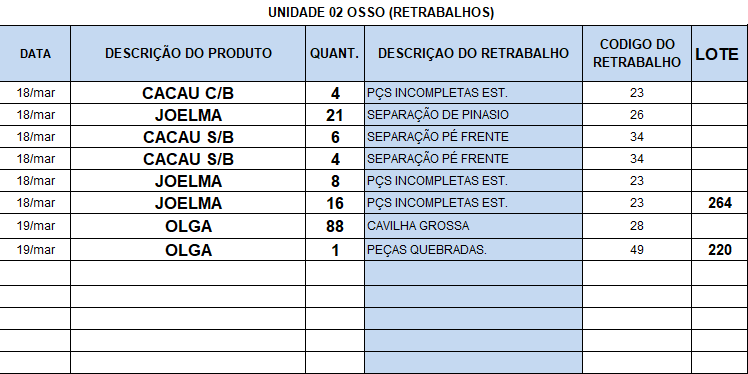 UNIDADE 02 OSSO (RETRABALHOS)
DATA DESCRIÇÃO DO PRODUTO QUANT. DESCRIÇAO DO RETRABALHO CODIGO DO RETRABALHO LOTE
18/mar CACAU C/B 4 PÇS INCOMPLETAS EST. 23
18/mar JOELMA 21 SEPARAÇÃO DE PINASIO 26
18/mar CACAU S/B 6 SEPARAÇÃO PÉ FRENTE 34
18/mar CACAU S/B 4 SEPARAÇÃO PÉ FRENTE 34
18/mar JOELMA 8 PÇS INCOMPLETAS EST. 23
18/mar JOELMA 16 PÇS INCOMPLETAS EST. 23 264
19/mar OLGA 88 CAVILHA GROSSA 28
19/mar OLGA 1 PEÇAS QUEBRADAS. 49 220